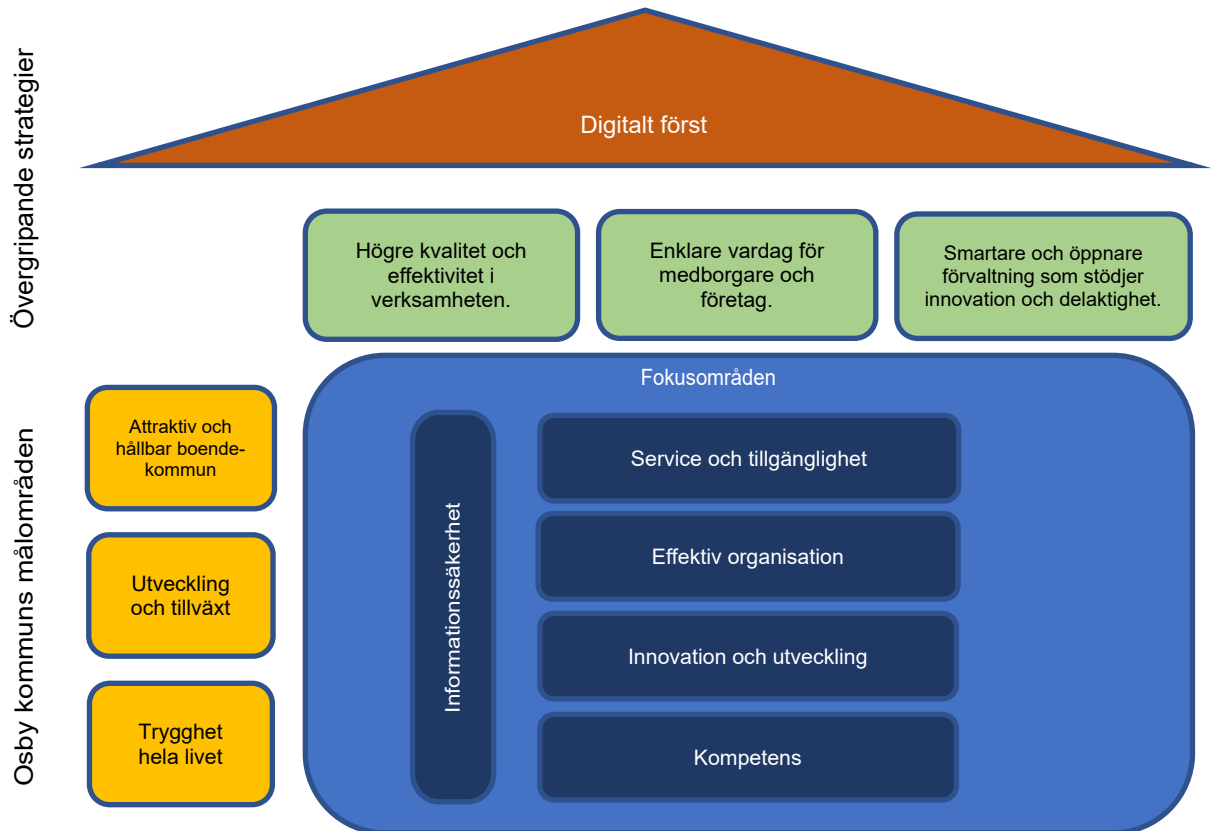 Övergripande strategier
Digitalt först
Högre kvalitet och
effektivitet i
verksamheten.
Enklare vardag för
medborgare och
företag.
Smartare och öppnare
förvaltning som stödjer
innovation och delaktighet.
Osby kommuns målområden
Attraktiv och
hållbar boende-
kommun
Utveckling
och tillväxt
Trygghet
hela livet
Fokusområden
Informationssäkerhet
Service och tillgänglighet
Effektiv organisation
Innovation och utveckling
Kompetens